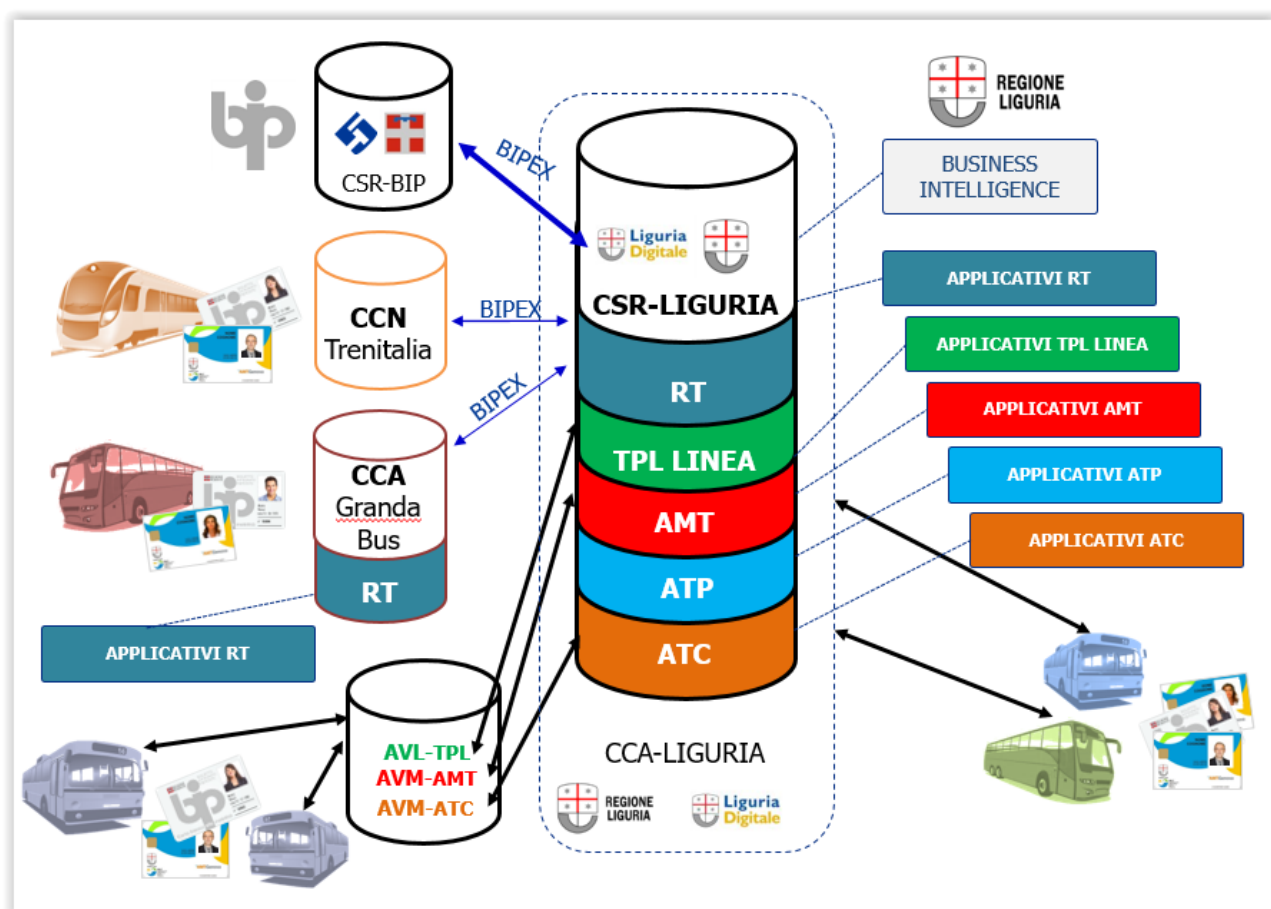 bip
CSR-BIP
BIPEX
REGIONE
LIGURIA
BUSINESS
INTELLIGENCE
Liguria
Digitale
CSR-LIGURIA
CCN
Trenitalia
BIPEX
APPLICATIVI RT
RT
APPLICATIVI TPL LINEA
BIPEX
TPL LINEA
APPLICATIVI AMT
CCA
Granda
Bus
AMT
APPLICATIVI ATP
RT
ATP
APPLICATIVI ATC
APPLICATIVI RT
ATC
AVL-TPL
AVM-AMT
AVM-ATC
CCA-LIGURIA
REGIONE
LIGURIA
Liguria
Digitale